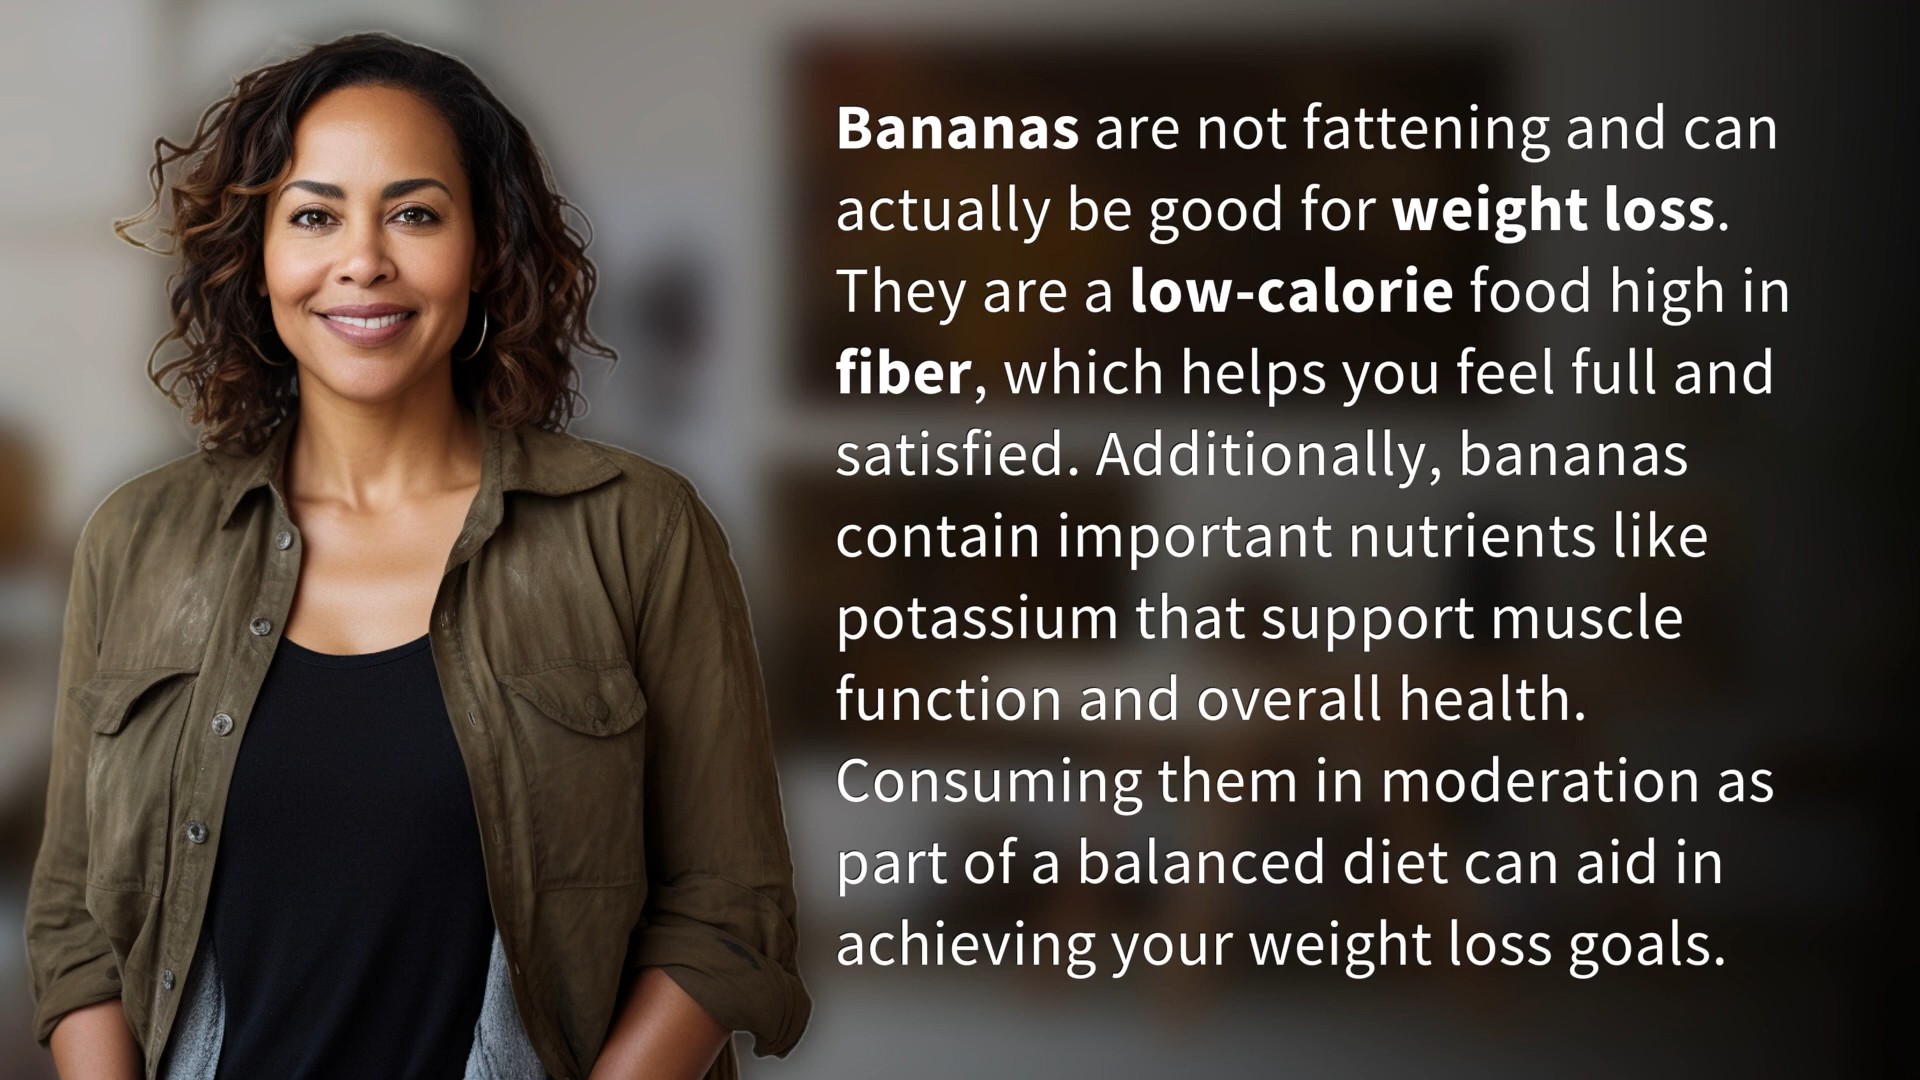 Bananas are not fattening and can
actually be good for weight loss.
They are a low-calorie food high in
fiber, which helps you feel full and
satisfied. Additionally, bananas
contain important nutrients like
potassium that support muscle
function and overall health.
Consuming them in moderation as
part of a balanced diet can aid in
achieving your weight loss goals.